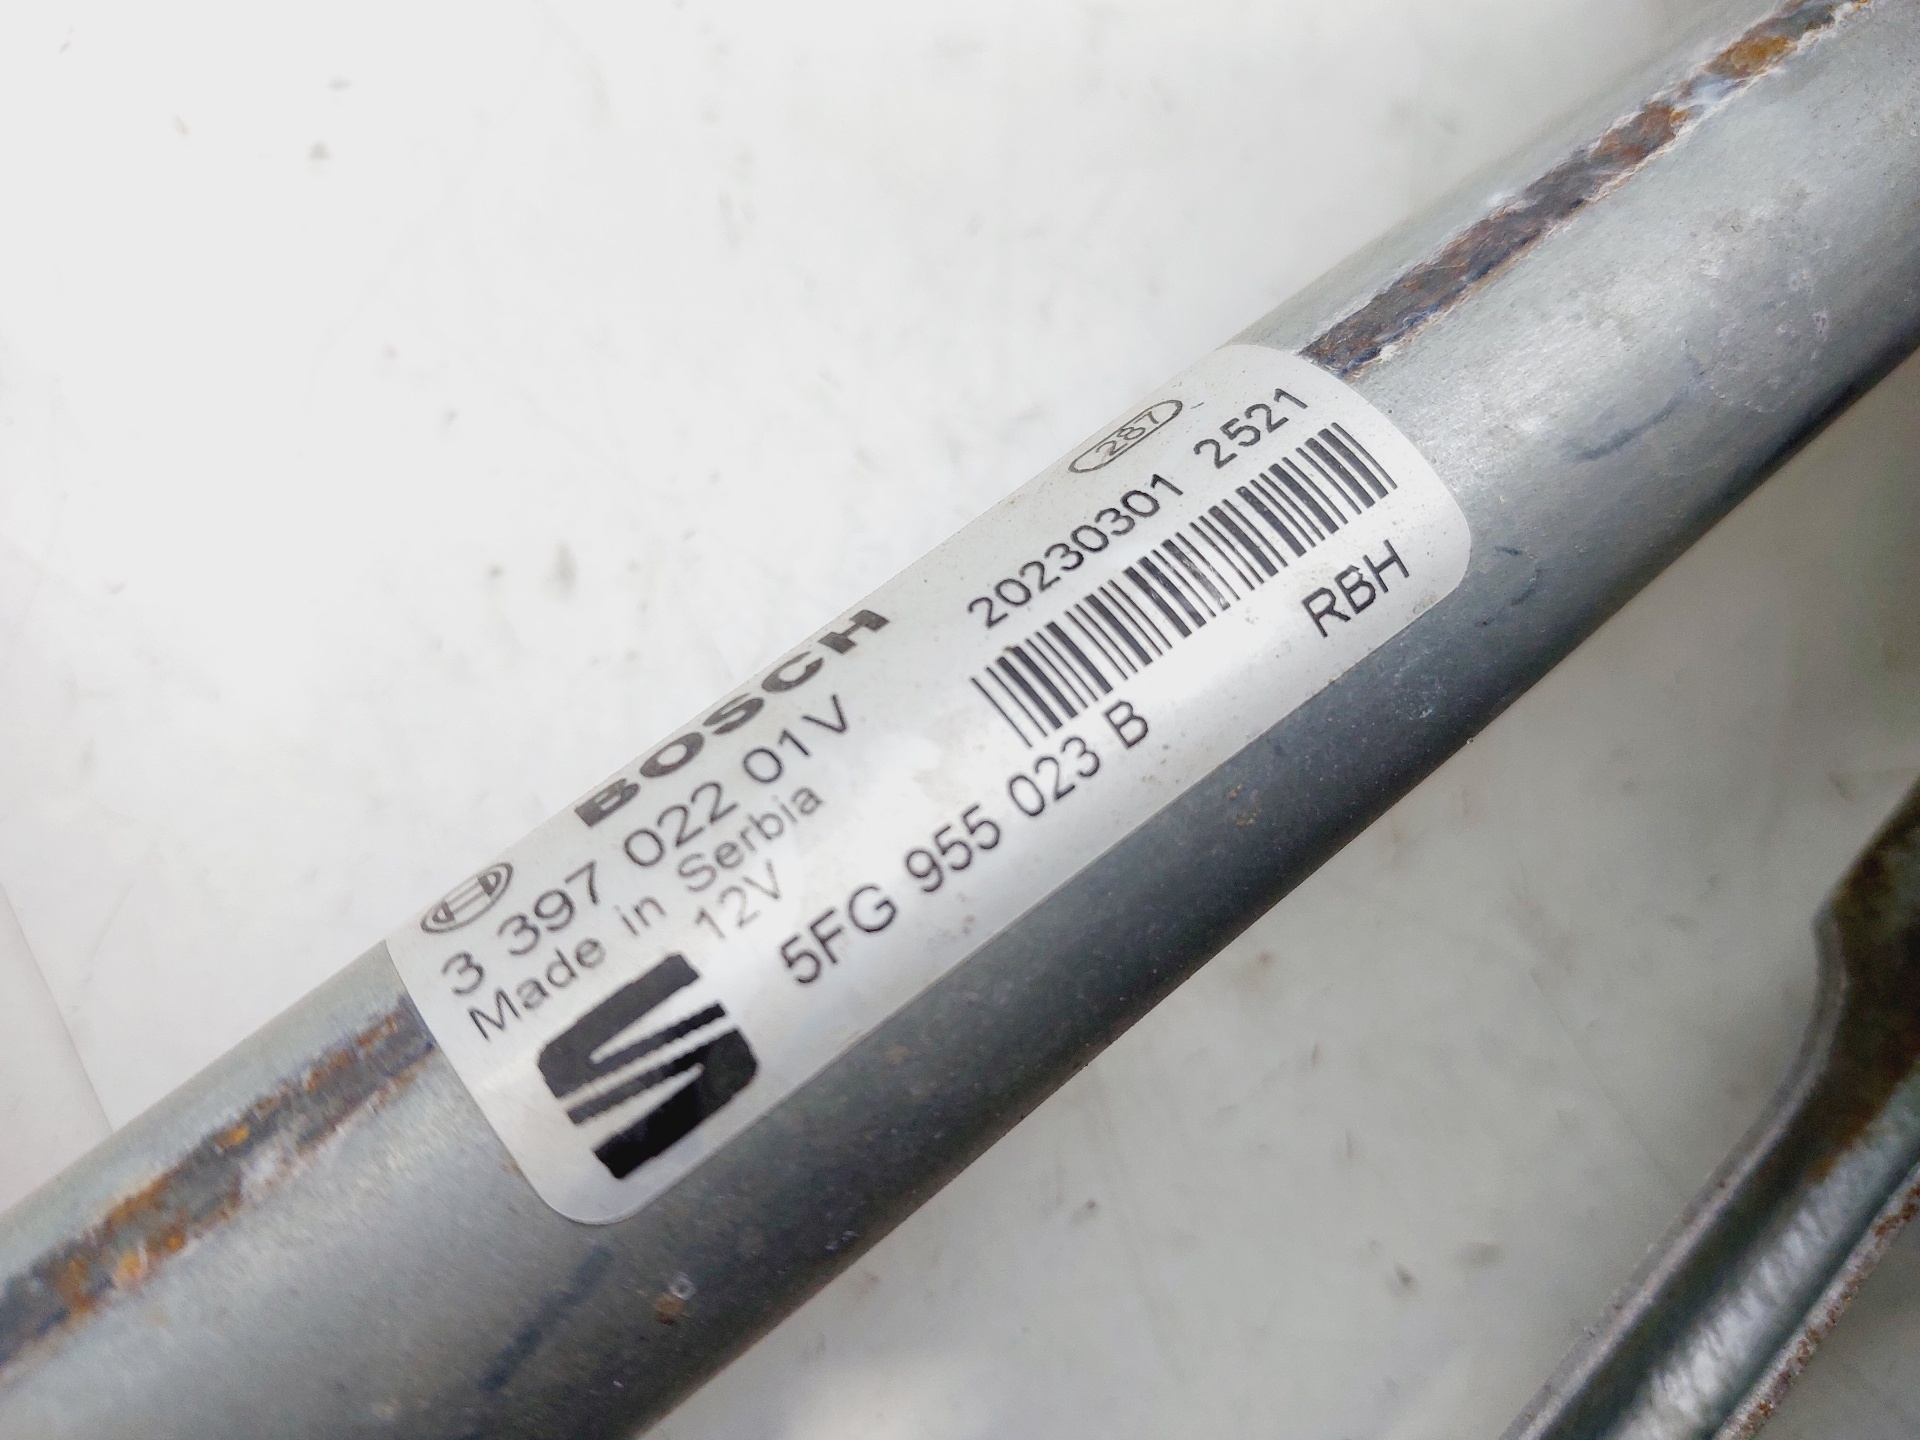 BOSCH
3 397 022 01V
Made in Serbia
12V
287
20230301 2521
5FG 955 023 B
RBH